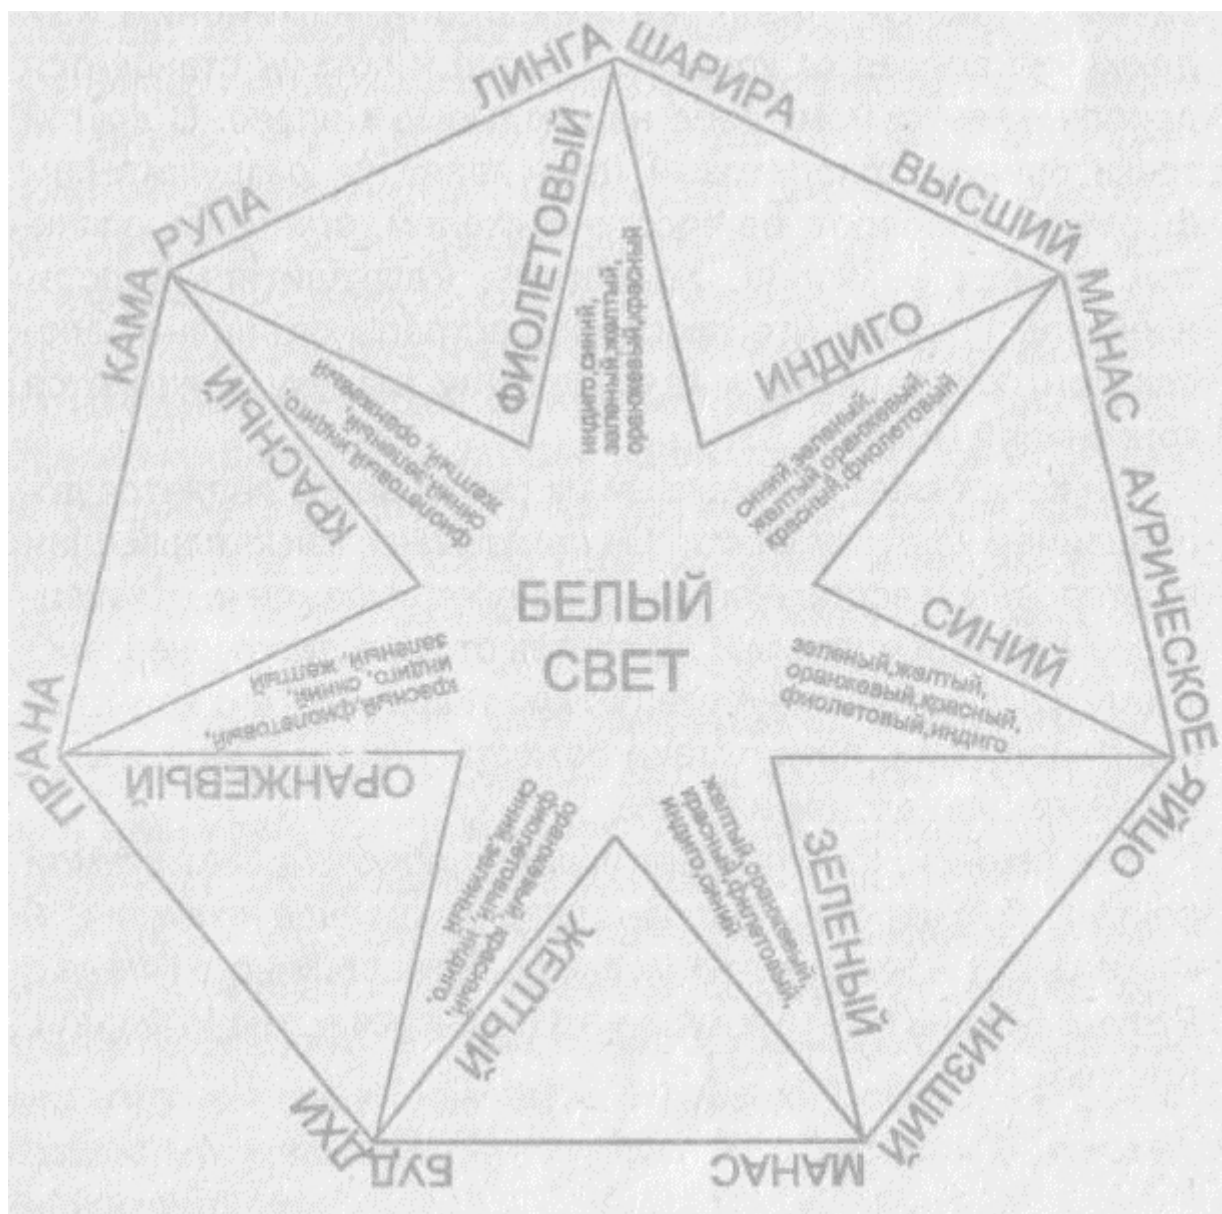 ЛИНГА ШАРИРА
ВЫСШИЙ МАНАС
АУРИЧЕСКОЕ ЯЙЦО
НИЗШИЙ МАНАС
БУДДХИ
ПРАНА
КАМА РУПА
ФИОЛЕТОВЫЙ
индиго,синий,
зеленый,желтый,
оранжевый,красный
ИНДИГО
синий,зеленый,
желтый,оранжевый,
красный,фиолетовый
СИНИЙ
зеленый,желтый,
оранжевый,красный,
фиолетовый,индиго
ЗЕЛЕНЫЙ
желтый, оранжевый,
красный,филетовый,
индиго,синий
ЖЕЛТЫЙ
оранжевый, красный,
фиолетовый, индиго,
синий,зеленый
ОРАНЖЕВЫЙ
красный,фиолетовый,
индиго, синий,
зеленый, желтый
КРАСНЫЙ
фиолетовый, индиго,
синий, зеленый,
желтый, оранжевый
БЕЛЫЙ
СВЕТ